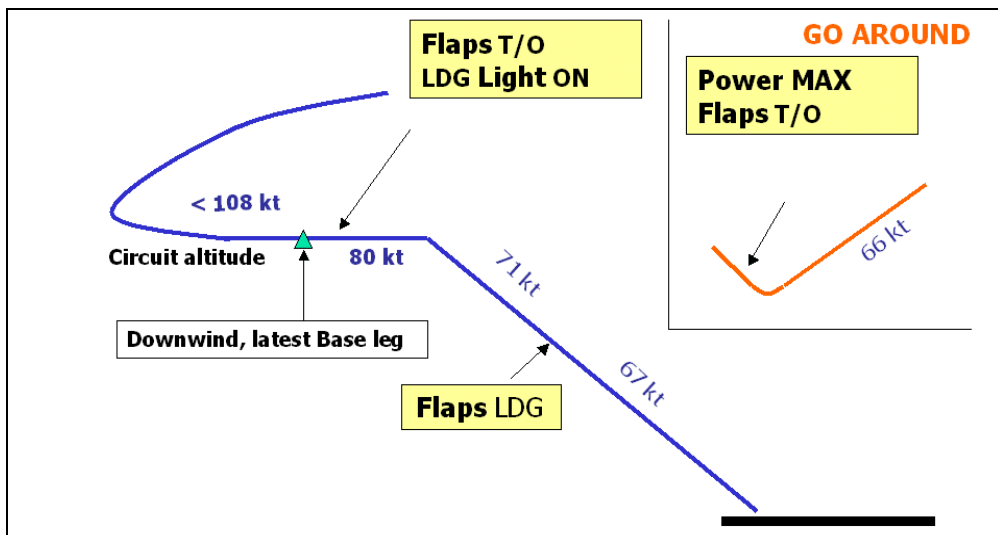 Flaps T/O
LDG Light ON
GO AROUND
Power MAX
Flaps T/O
< 108 kt
Circuit altitude
80 kt
71 kt
66 kt
Downwind, latest Base leg
Flaps LDG
67 kt